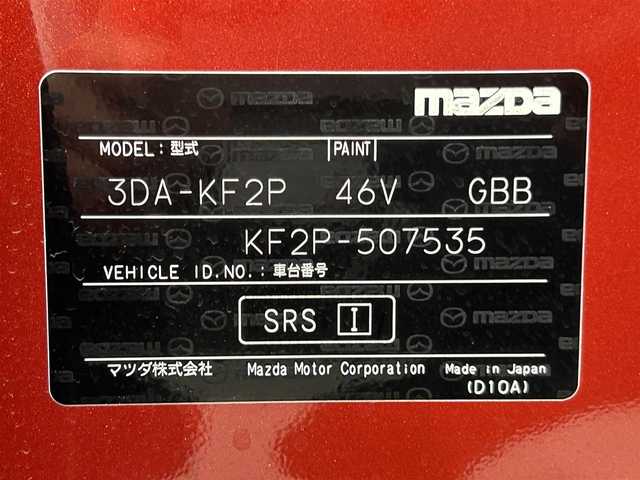 mazda
MODEL: 型式 |PAINT|
3DA-KF2P 46V GBB
KF2P-507535
VEHICLE ID.NO.: 車台番号
SRS I
マツダ株式会社 Mazda Motor Corporation Made in Japan
(D10A)